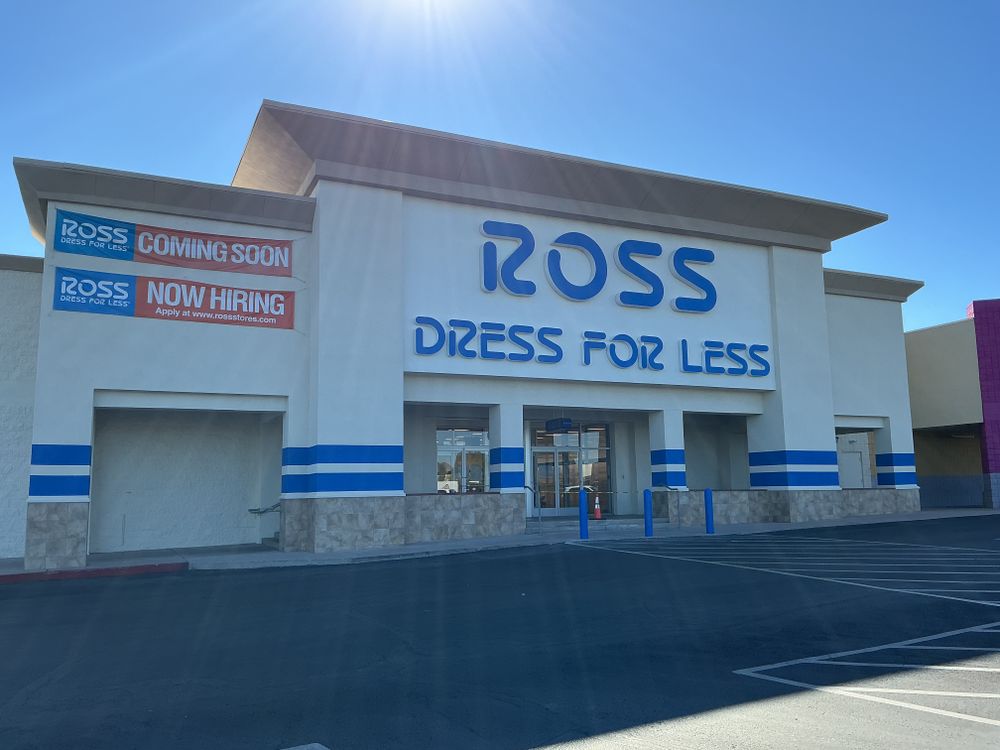 ROSS
DRESS FOR LESS
COMING SOON
ROSS
DRESS FOR LESS
NOW HIRING
Apply at www.rossstores.com
ROSS
DRESS FOR LESS